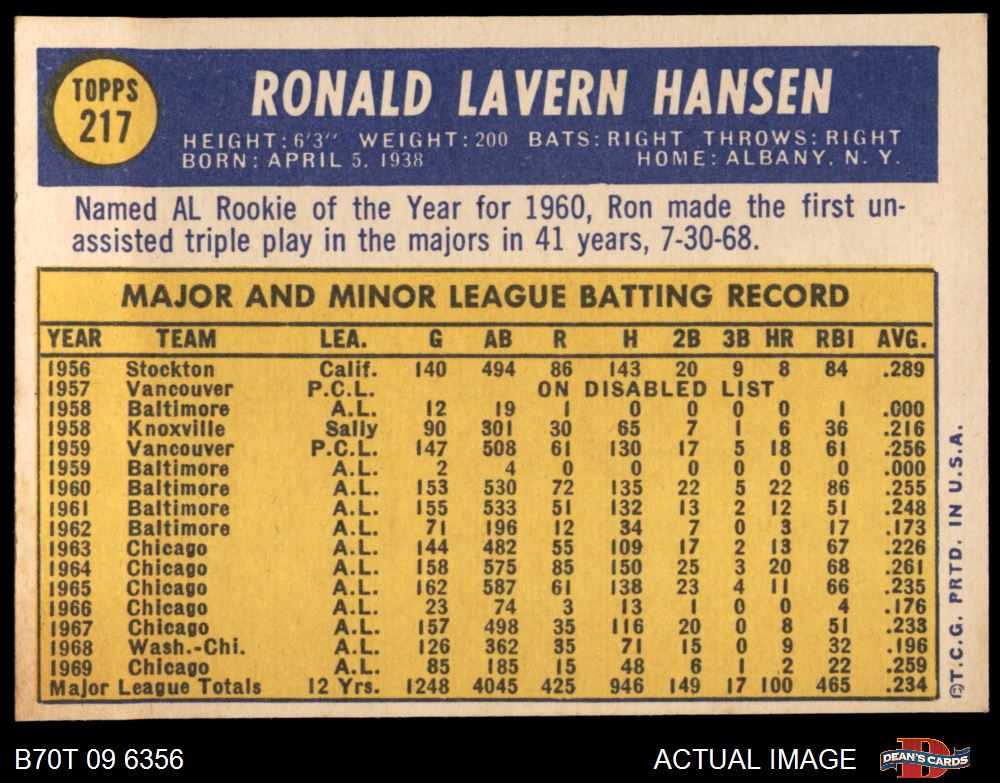 TOPPS
217
RONALD LAVERN HANSEN
HEIGHT: 6'3" WEIGHT: 200 BATS: RIGHT THROWS: RIGHT
BORN: APRIL 5, 1938 HOME: ALBANY, N. Y.
Named AL Rookie of the Year for 1960, Ron made the first un-
assisted triple play in the majors in 41 years, 7-30-68.
MAJOR AND MINOR LEAGUE BATTING RECORD
YEAR TEAM LEA. G AB R H 2B 3B HR RBI AVG.
1956 Stockton Calif. 140 494 86 143 20 9 8 84 .289
1957 Vancouver P.C.L. ON DISABLED LIST
1958 Baltimore A.L. 12 19 1 0 0 0 0 1 .000
1958 Knoxville Sally 90 301 30 65 7 1 6 36 .216
1959 Vancouver P.C.L. 147 508 61 130 17 5 18 61 .256
1959 Baltimore A.L. 2 4 0 0 0 0 0 0 .000
1960 Baltimore A.L. 153 530 72 135 22 5 22 86 .255
1961 Baltimore A.L. 155 533 51 132 13 2 12 51 .248
1962 Baltimore A.L. 71 196 12 34 7 0 3 17 .173
1963 Chicago A.L. 144 482 55 109 17 2 13 67 .226
1964 Chicago A.L. 158 575 85 150 25 3 20 68 .261
1965 Chicago A.L. 162 587 61 138 23 4 11 66 .235
1966 Chicago A.L. 23 74 3 13 1 0 0 4 .176
1967 Chicago A.L. 157 498 35 116 20 0 8 51 .233
1968 Wash.-Chi. A.L. 126 362 35 71 15 0 9 32 .196
1969 Chicago A.L. 85 185 15 48 6 1 2 22 .259
Major League Totals 12 Yrs. 1248 4045 425 946 149 17 100 465 .234
©T.C.G. PRTD. IN U.S.A.
B70T 09 6356 ACTUAL IMAGE DEAN'S CARDS